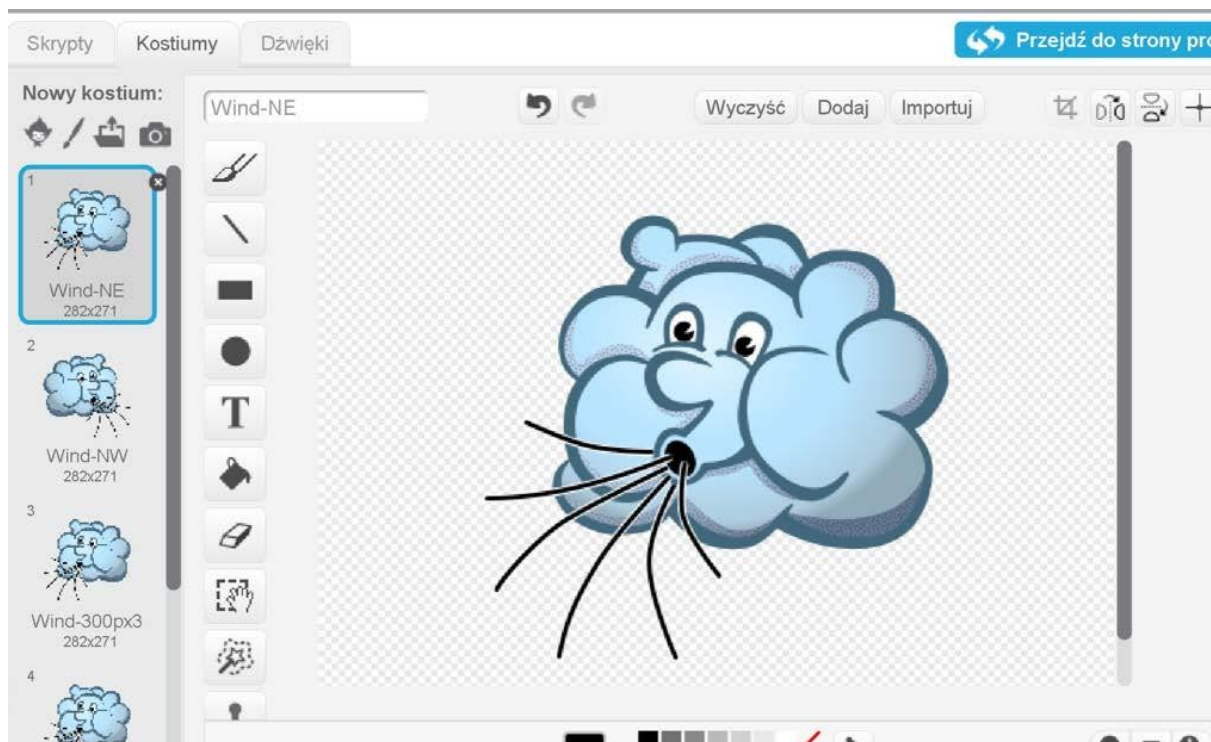 Skrypty Kostiumy Dźwięki
Przejdź do strony pro
Nowy kostium:
Wind-NE
Wyczyść Dodaj Importuj
1
Wind-NE
282x271
T
2
Wind-NW
282x271
3
Wind-300px3
282x271
4